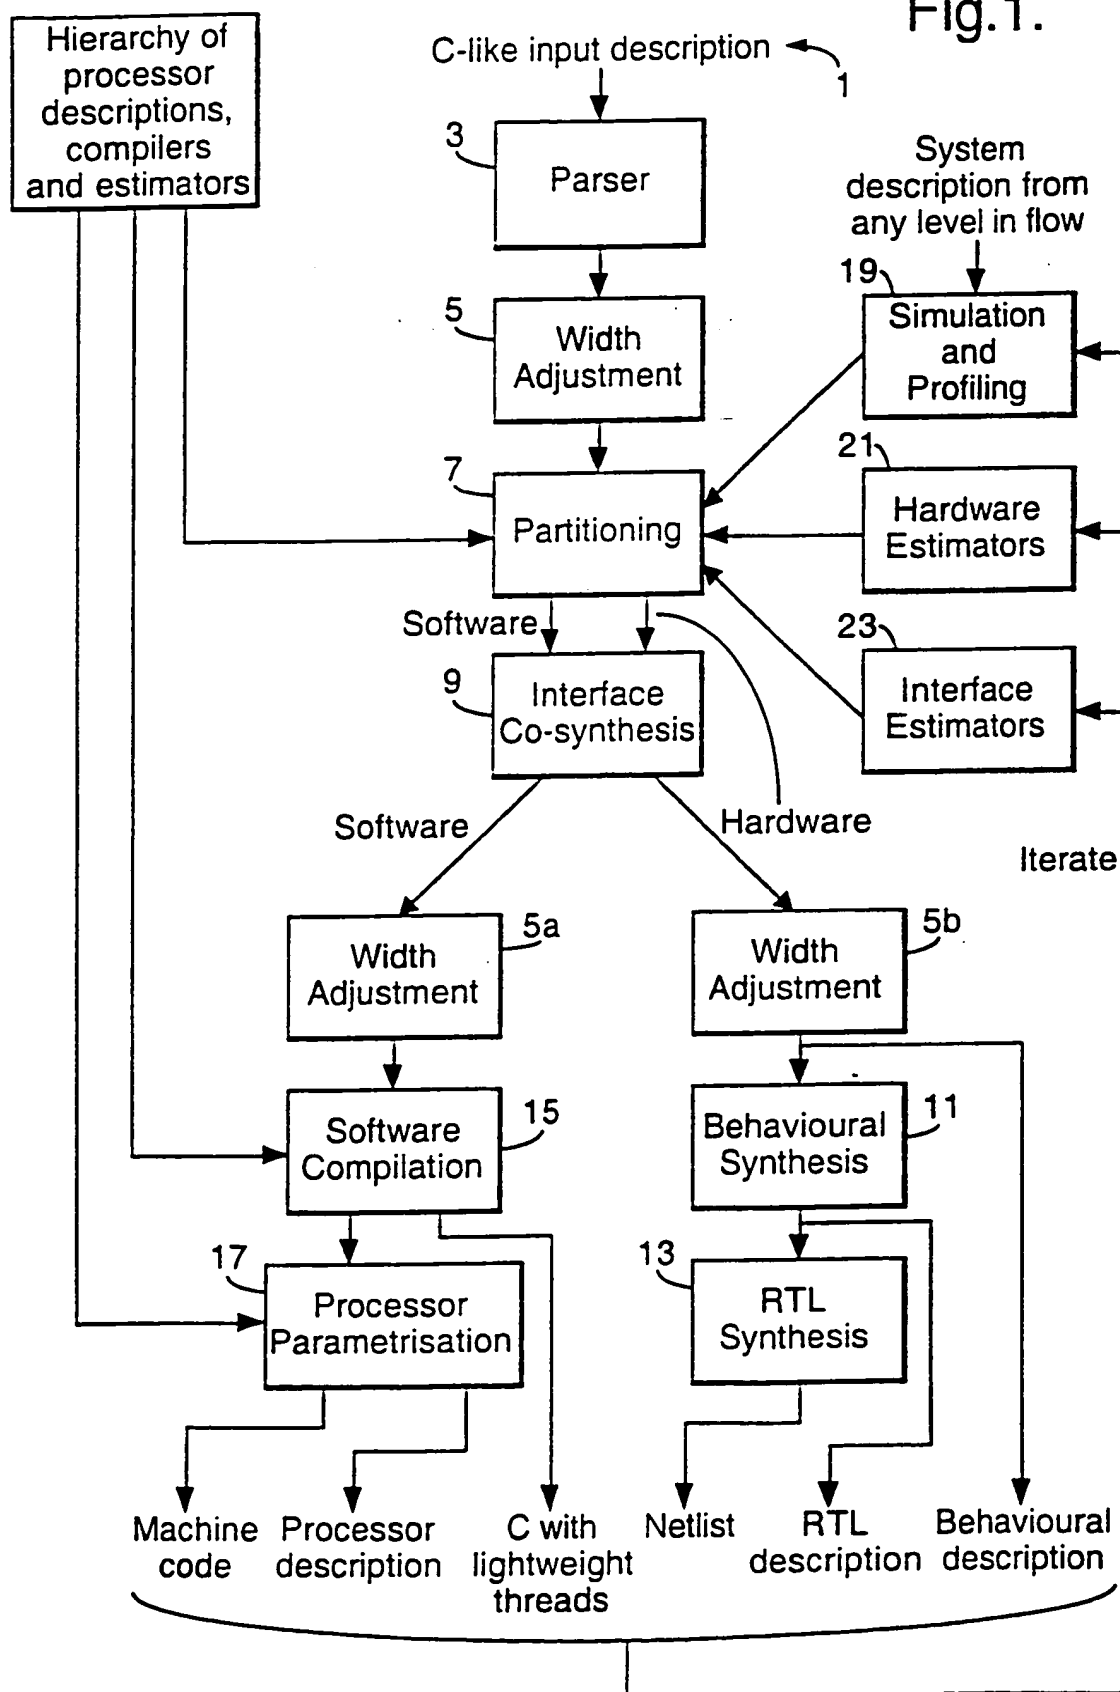 Fig.1.
Hierarchy of
processor
descriptions,
compilers
and estimators
C-like input description
1
3
Parser
System
description from
any level in flow
5
Width
Adjustment
19
Simulation
and
Profiling
7
Partitioning
21
Hardware
Estimators
Software
9
Interface
Co-synthesis
23
Interface
Estimators
Software
Hardware
Iterate
5a
Width
Adjustment
5b
Width
Adjustment
15
Software
Compilation
11
Behavioural
Synthesis
17
Processor
Parametrisation
13
RTL
Synthesis
Machine
code
Processor
description
C with
lightweight
threads
Netlist
RTL
description
Behavioural
description